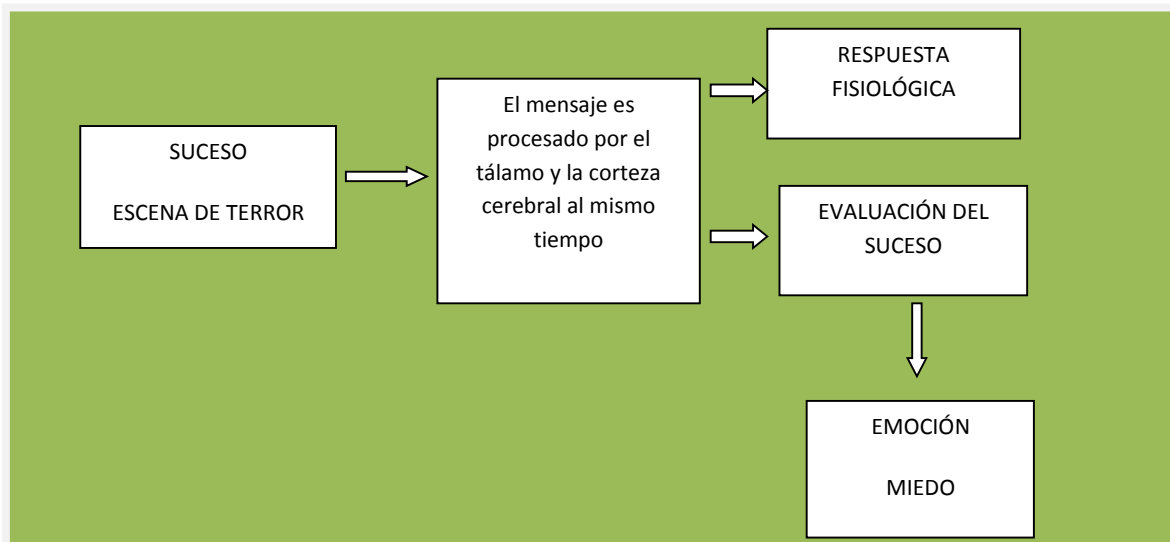 SUCESO
ESCENA DE TERROR
El mensaje es
procesado por el
tálamo y la corteza
cerebral al mismo
tiempo
RESPUESTA
FISIOLÓGICA
EVALUACIÓN DEL
SUCESO
EMOCIÓN
MIEDO